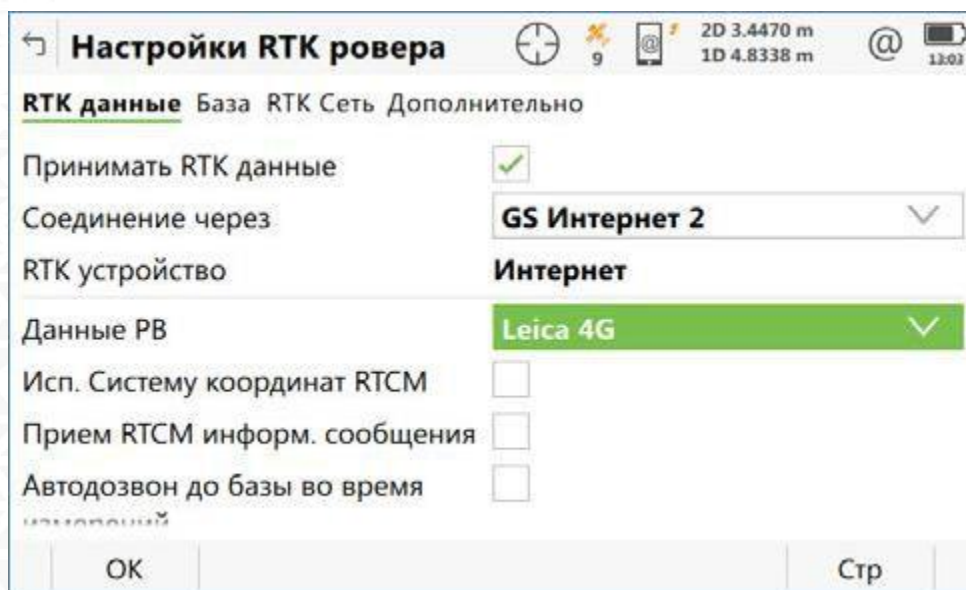 Настройки RTK ровера
9
@
2D 3.4470 m
1D 4.8338 m
@
13:03
RTK данные База RTK Сеть Дополнительно
Принимать RTK данные
Соединение через GS Интернет 2
RTK устройство Интернет
Данные РВ Leica 4G
Исп. Систему координат RTCM
Прием RTCM информ. сообщения
Автодозвон до базы во время
измерений
OK Стр